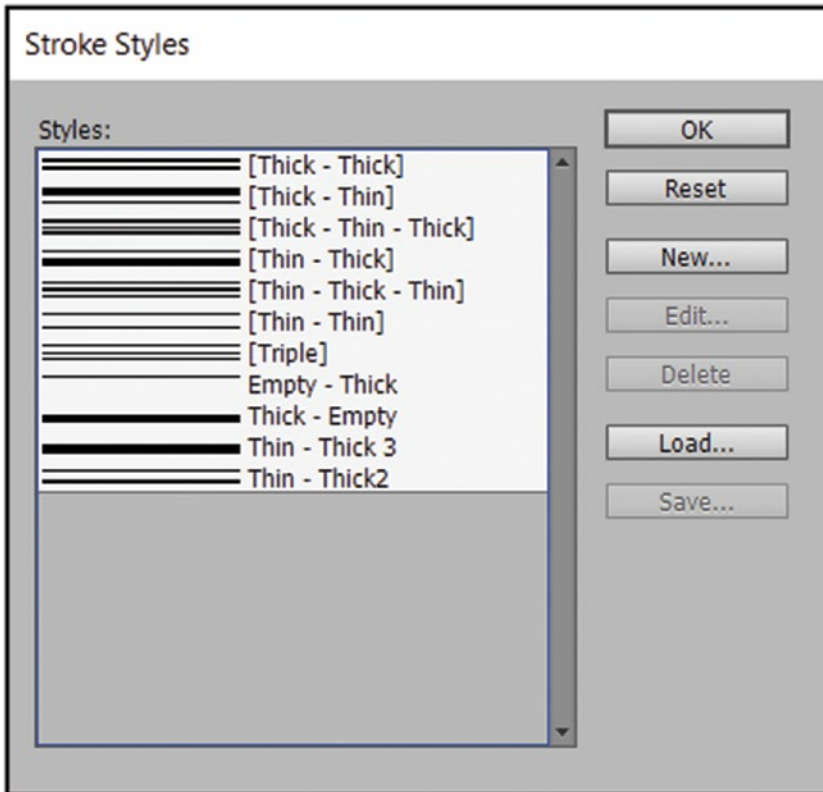 Stroke Styles
Styles:
[Thick - Thick]
[Thick - Thin]
[Thick - Thin - Thick]
[Thin - Thick]
[Thin - Thick - Thin]
[Thin - Thin]
[Triple]
Empty - Thick
Thick - Empty
Thin - Thick 3
Thin - Thick2
OK
Reset
New...
Edit...
Delete
Load...
Save...